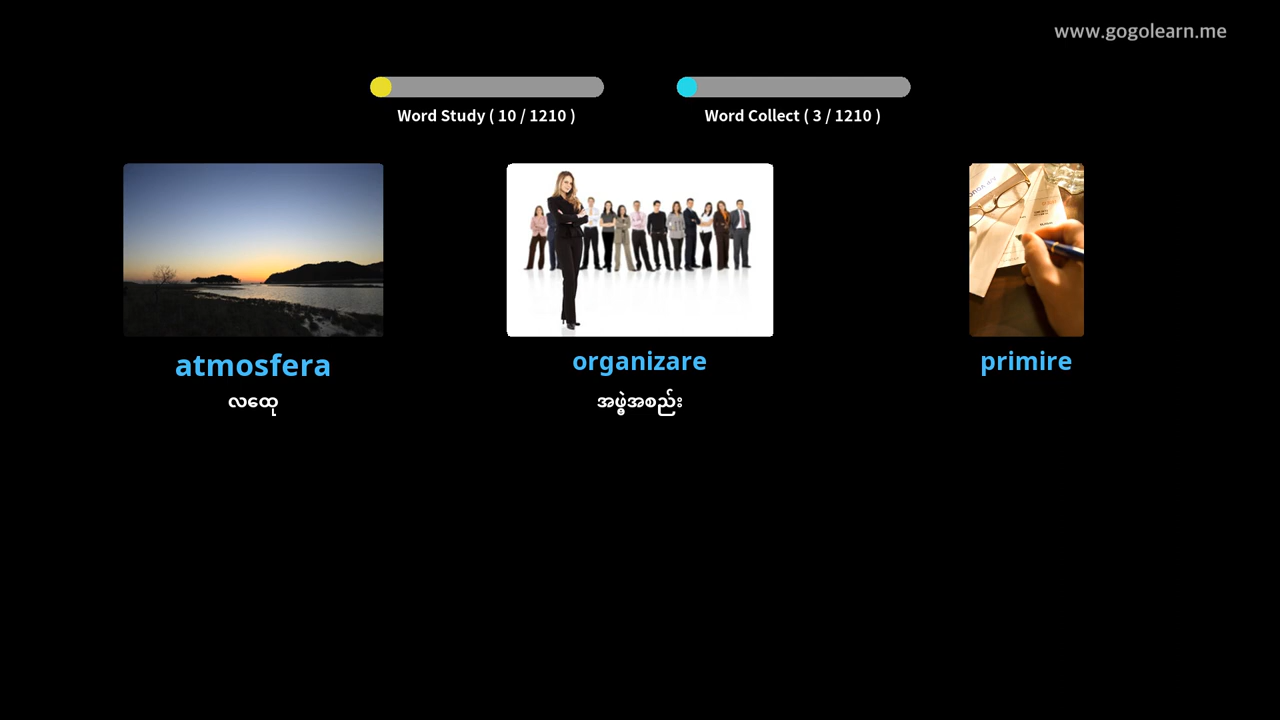 www.gogolearn.me
Word Study ( 10 / 1210 )
Word Collect ( 3 / 1210 )
atmosfera
organizare
primire
လထေု
အဖွဲ့အစည်း